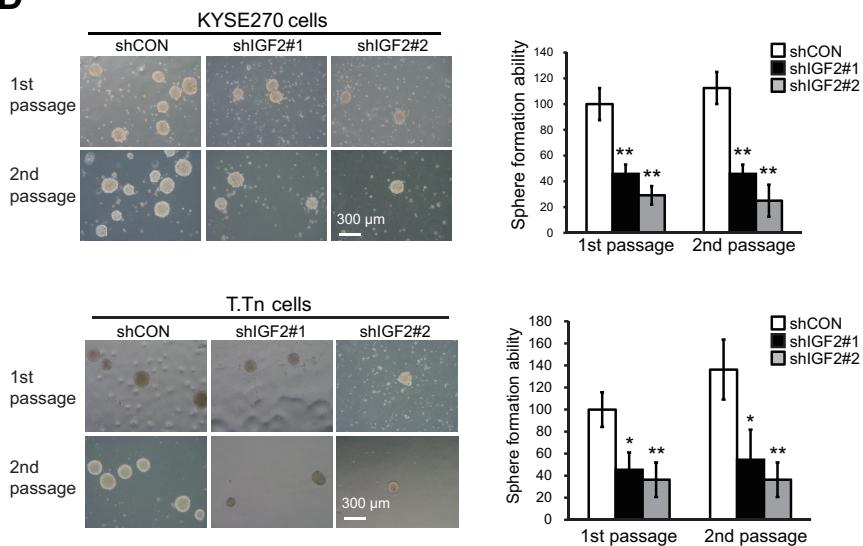 D
KYSE270 cells
shCON shIGF2#1 shIGF2#2
1st
passage
2nd
passage
300 µm
Sphere formation ability
140
120
100
80
60
40
20
0
shCON
shIGF2#1
shIGF2#2
** ** ** **
1st passage 2nd passage
T.Tn cells
shCON shIGF2#1 shIGF2#2
1st
passage
2nd
passage
300 µm
Sphere formation ability
180
160
140
120
100
80
60
40
20
0
shCON
shIGF2#1
shIGF2#2
* ** * **
1st passage 2nd passage